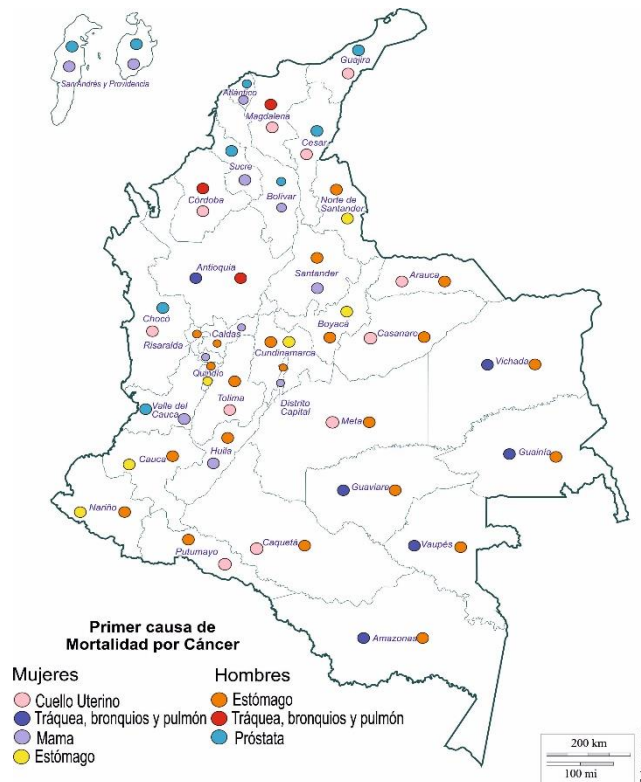 San Andrés y Providencia
Guajira
Atlántico
Magdalena
Cesar
Sucre
Córdoba
Bolívar
Norte de
Santander
Antioquia
Santander
Arauca
Chocó
Boyacá
Caldas
Risaralda
Cundinamarca
Casanare
Vichada
Quindio
Tolima
Distrito
Capital
Valle del
Cauca
Meta
Huila
Cauca
Guainía
Guaviare
Nariño
Caquetá
Vaupés
Putumayo
Amazonas
Primer causa de
Mortalidad por Cáncer
Mujeres
Cuello Uterino
Tráquea, bronquios y pulmón
Mama
Estómago
Hombres
Estómago
Tráquea, bronquios y pulmón
Próstata
200 km
100 mi